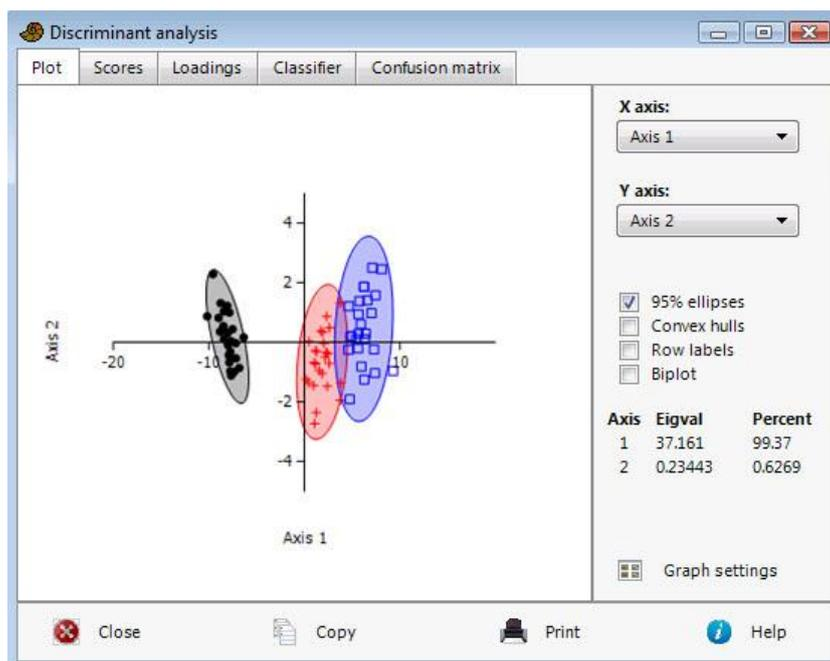 Discriminant analysis
Plot Scores Loadings Classifier Confusion matrix
X axis:
Axis 1
Y axis:
Axis 2
4
2
-20 -10 10
-2
-4
Axis 2
Axis 1
95% ellipses
Convex hulls
Row labels
Biplot
Axis Eigval Percent
1 37.161 99.37
2 0.23443 0.6269
Graph settings
Close Copy Print Help